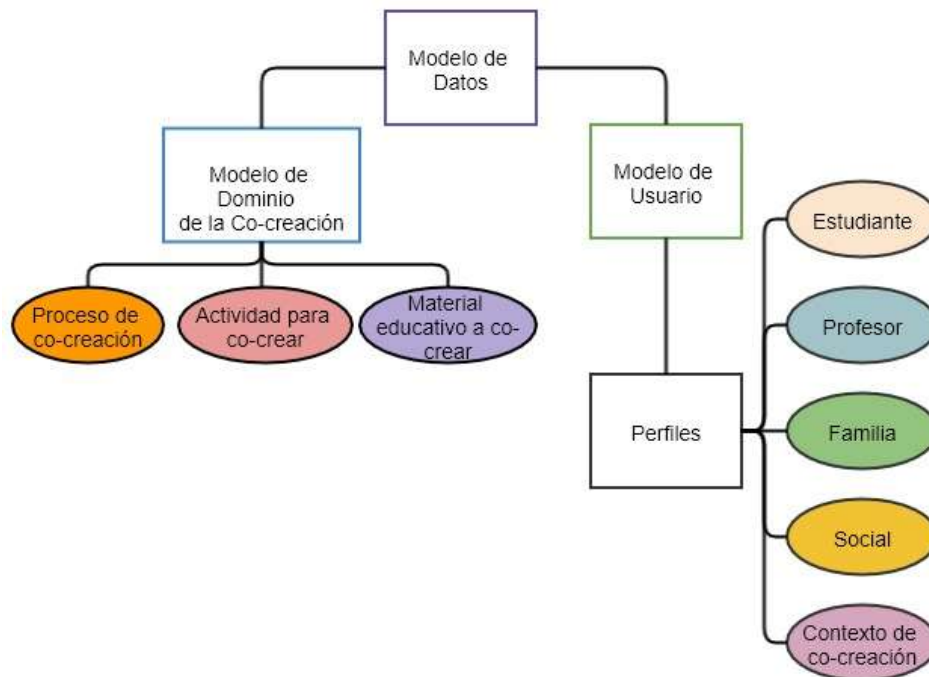 Modelo de
Datos
Modelo de
Dominio
de la Co-creación
Modelo de
Usuario
Proceso de
co-creación
Actividad para
co-crear
Material
educativo a co-
crear
Perfiles
Estudiante
Profesor
Familia
Social
Contexto de
co-creación